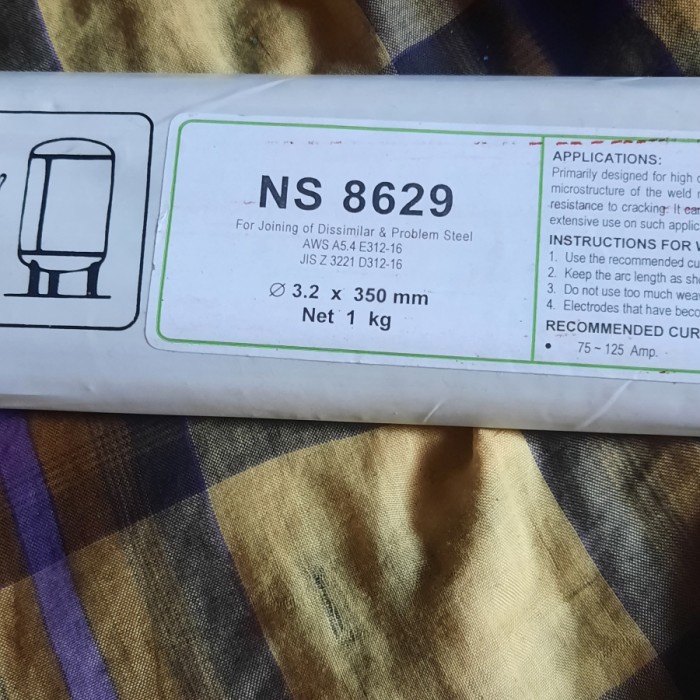 NS 8629
For Joining of Dissimilar & Problem Steel
AWS A5.4 E312-16
JIS Z 3221 D312-16
Ø 3.2 x 350 mm
Net 1 kg
APPLICATIONS:
Primarily designed for high
microstructure of the weld
resistance to cracking. It
extensive use on such
INSTRUCTIONS FOR
1. Use the recommended
2. Keep the arc length as
3. Do not use too much
4. Electrodes that have
RECOMMENDED
• 75 - 125 Amp.